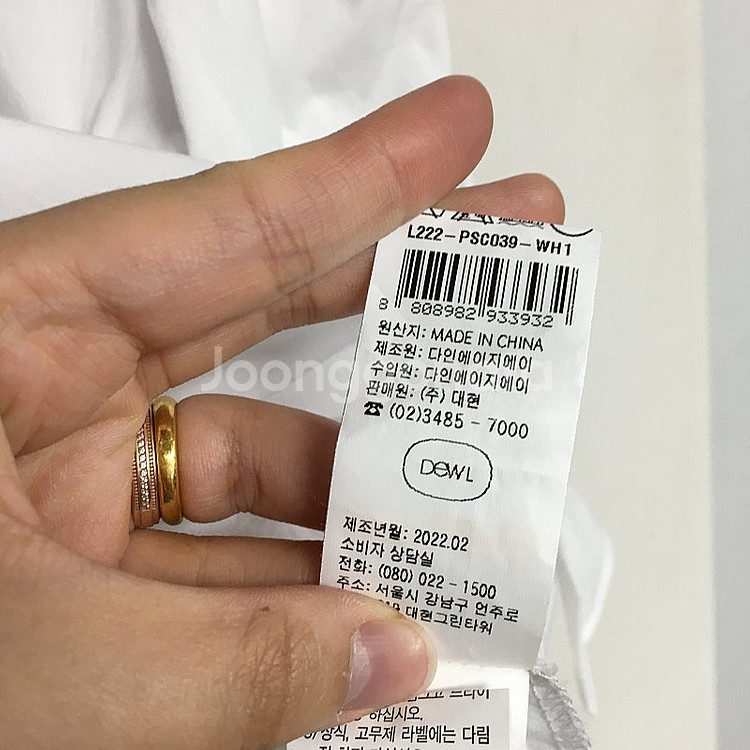 L222-PSC039-WH1
8 808982 933932
원산지: MADE IN CHINA
제조원: 다인에이지에이
수입원: 다인에이지에이
판매원: (주) 대현
☎ (02)3485 - 7000
DEWL
제조년월: 2022.02
소비자 상담실
전화: (080) 022 - 1500
주소: 서울시 강남구 언주로
대현그린타워
하십시오.
장식, 고무제 라벨에는 다림